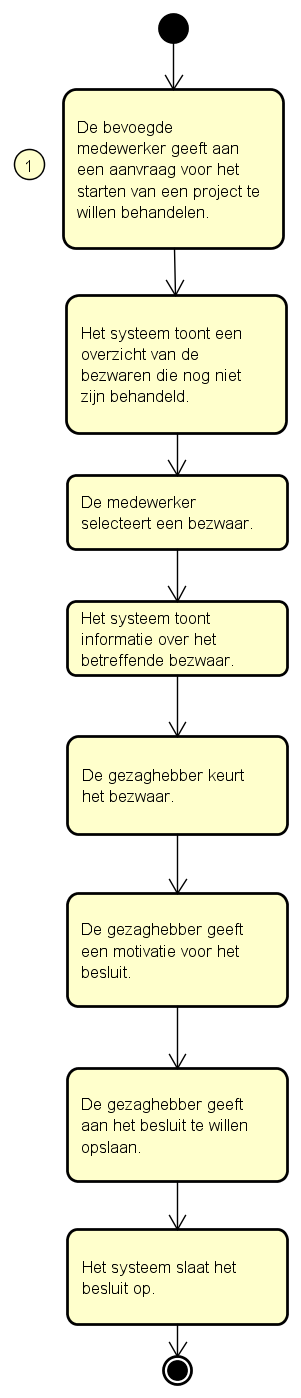 De bevoegde
medewerker geeft aan
een aanvraag voor het
starten van een project te
willen behandelen.
1
Het systeem toont een
overzicht van de
bezwaren die nog niet
zijn behandeld.
De medewerker
selecteert een bezwaar.
Het systeem toont
informatie over het
betreffende bezwaar.
De gezaghebber keurt
het bezwaar.
De gezaghebber geeft
een motivatie voor het
besluit.
De gezaghebber geeft
aan het besluit te willen
opslaan.
Het systeem slaat het
besluit op.